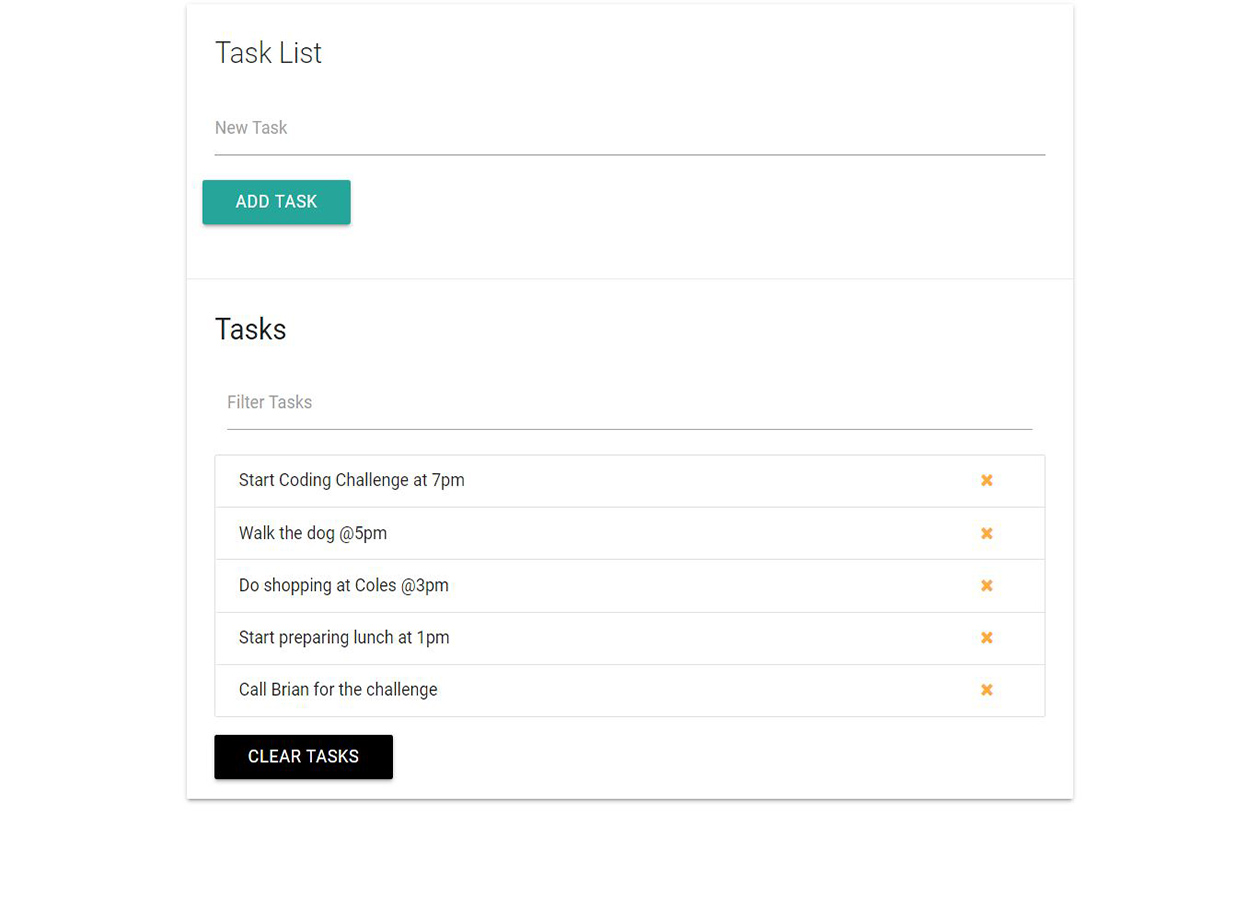 Task List
New Task
ADD TASK
Tasks
Filter Tasks
Start Coding Challenge at 7pm
Walk the dog @5pm
Do shopping at Coles @3pm
Start preparing lunch at 1pm
Call Brian for the challenge
CLEAR TASKS